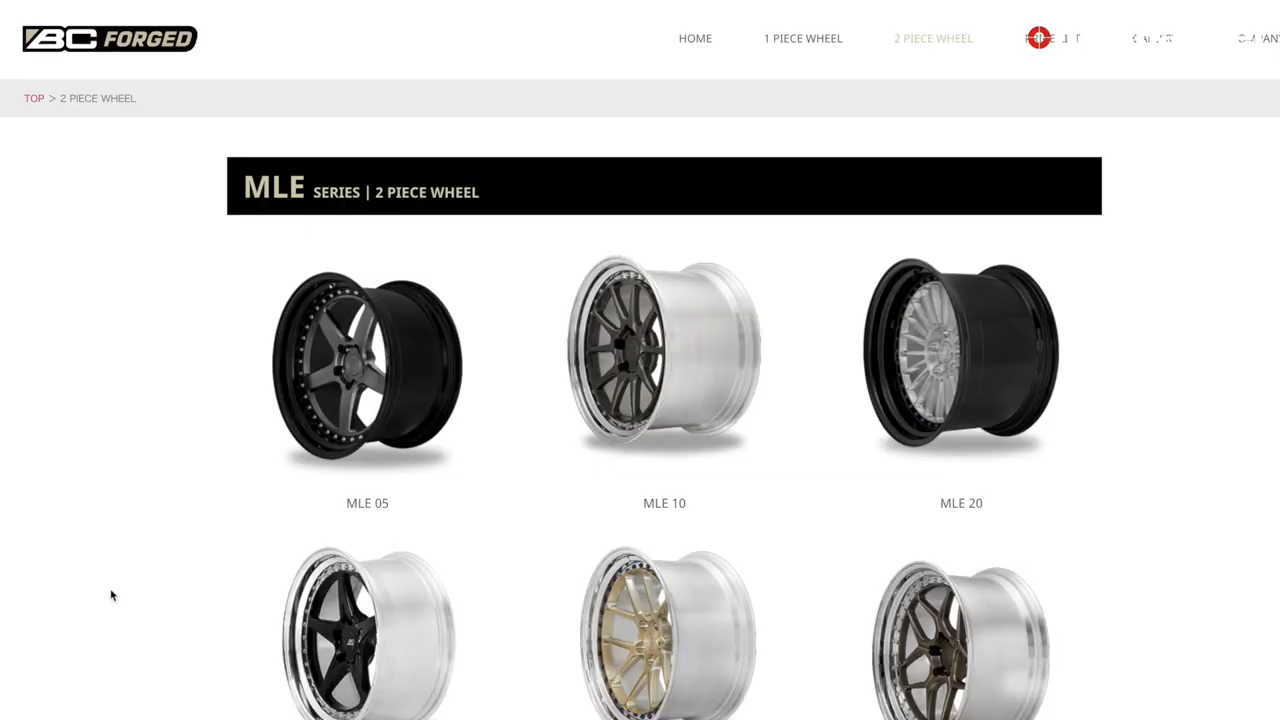 BC FORGED
HOME
1 PIECE WHEEL
2 PIECE WHEEL
TOP > 2 PIECE WHEEL
MLE SERIES | 2 PIECE WHEEL
MLE 05
MLE 10
MLE 20